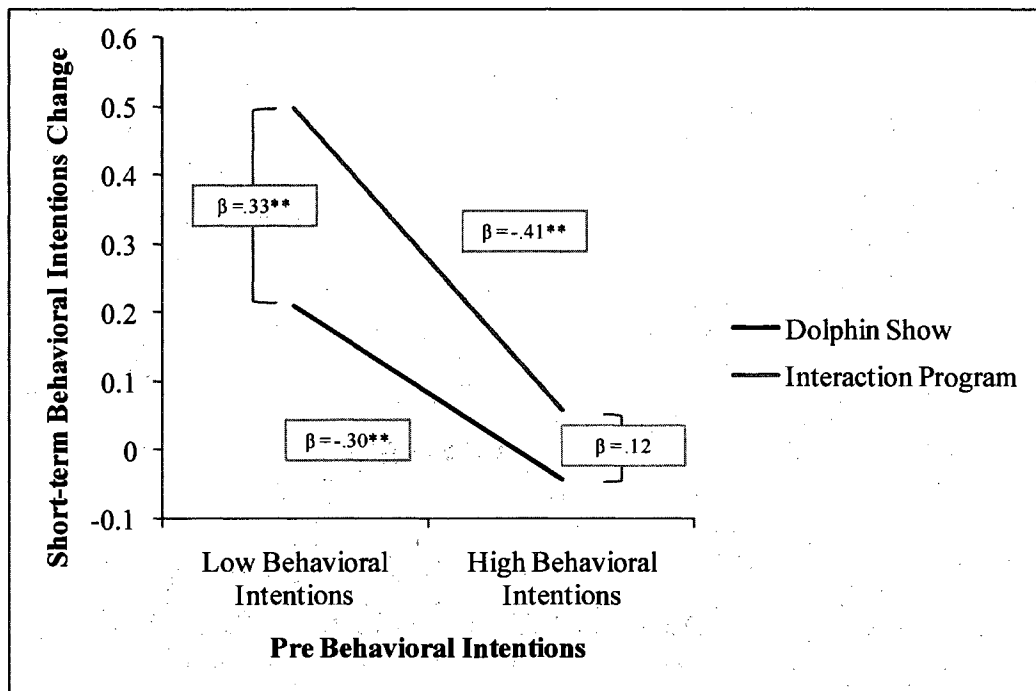 Short-term Behavioral Intentions Change
0.6
0.5
0.4
0.3
0.2
0.1
0
-0.1
β =.33**
β =-.41**
β =-.30**
β = .12
Dolphin Show
Interaction Program
Low Behavioral
Intentions
High Behavioral
Intentions
Pre Behavioral Intentions